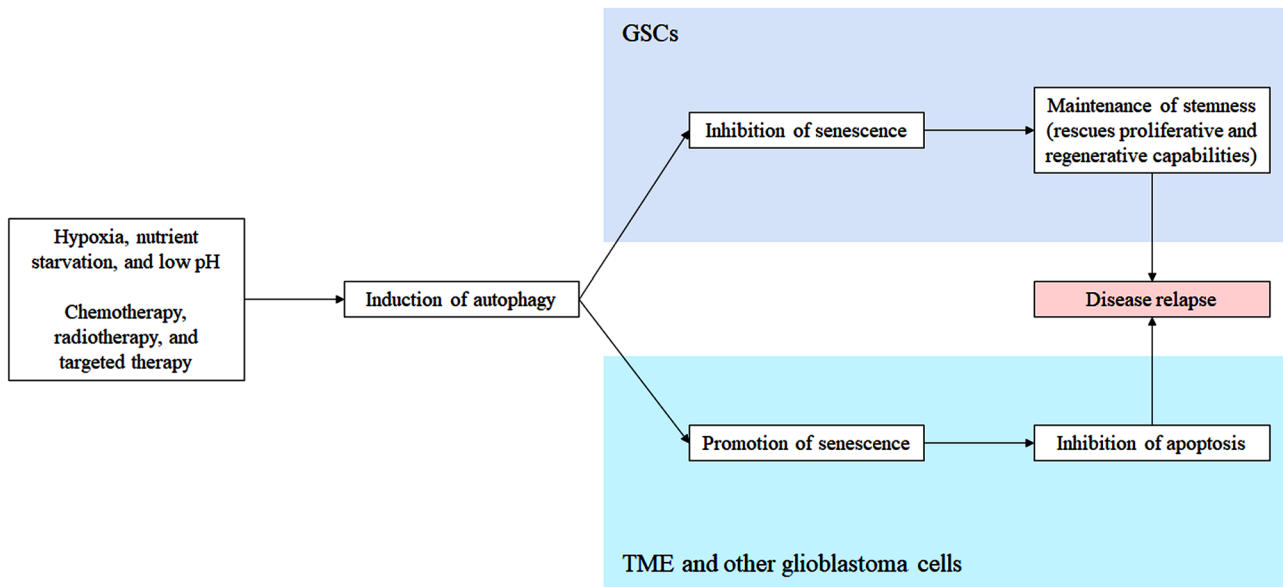 GSCs
Inhibition of senescence
Maintenance of stemness
(rescues proliferative and
regenerative capabilities)
Hypoxia, nutrient
starvation, and low pH
Chemotherapy,
radiotherapy, and
targeted therapy
Induction of autophagy
Disease relapse
Promotion of senescence
Inhibition of apoptosis
TME and other glioblastoma cells